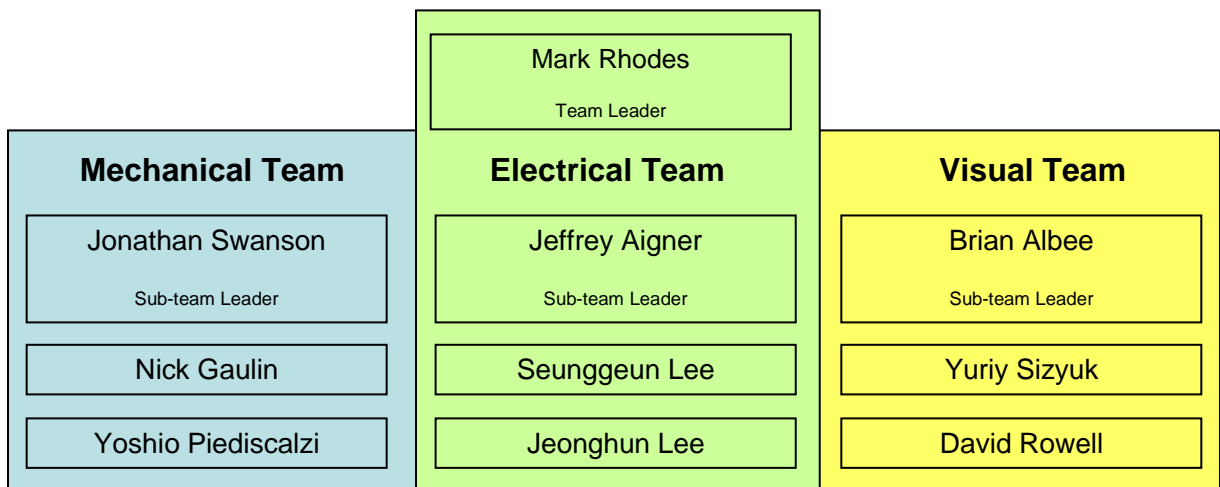 Mark Rhodes
Team Leader
Mechanical Team
Electrical Team
Visual Team
Jonathan Swanson
Sub-team Leader
Jeffrey Aigner
Sub-team Leader
Brian Albee
Sub-team Leader
Nick Gaulin
Seunggeun Lee
Yuriy Sizyuk
Yoshio Piediscalzi
Jeonghun Lee
David Rowell